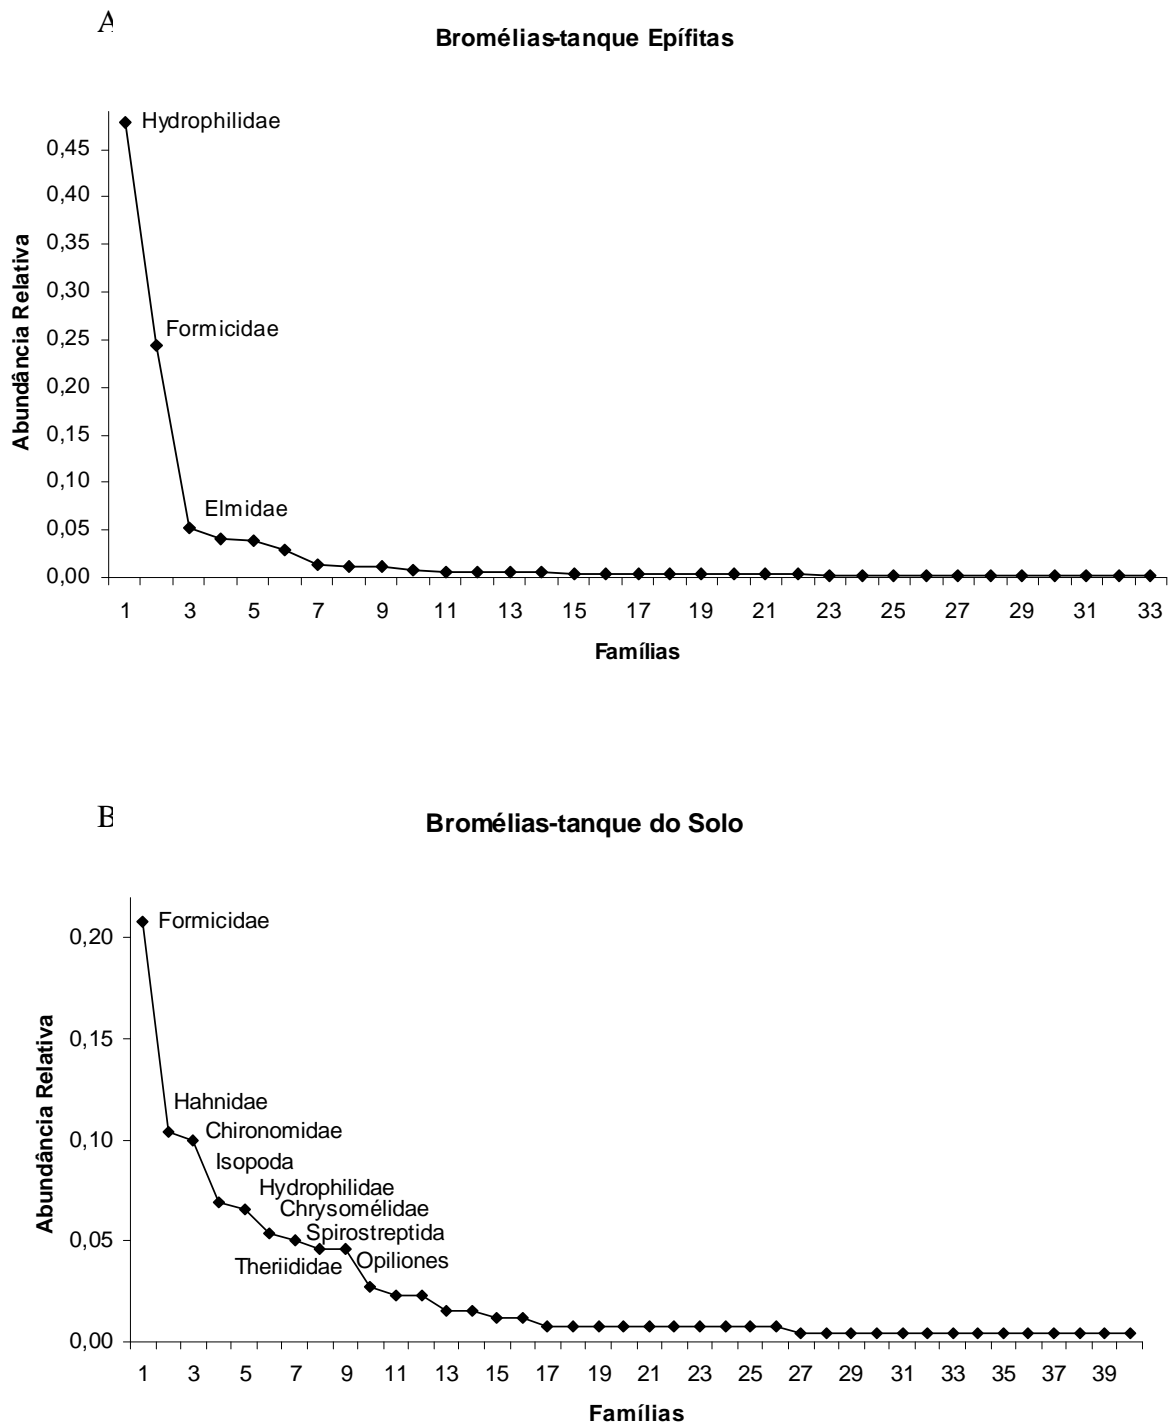 A
Bromélias-tanque Epífitas
Hydrophilidae
0,45
0,40
0,35
Formicidae
0,30
0,25
0,20
0,15
0,10
Elmidae
0,05
0,00
Abundância Relativa
1 3 5 7 9 11 13 15 17 19 21 23 25 27 29 31 33
Famílias
B
Bromélias-tanque do Solo
Formicidae
0,20
0,15
Hahnidae
0,10
Chironomidae
Isopoda
Hydrophilidae
Chrysomélidae
Spirostreptida
0,05
Opiliones
Theriididae
0,00
Abundância Relativa
1 3 5 7 9 11 13 15 17 19 21 23 25 27 29 31 33 35 37 39
Famílias